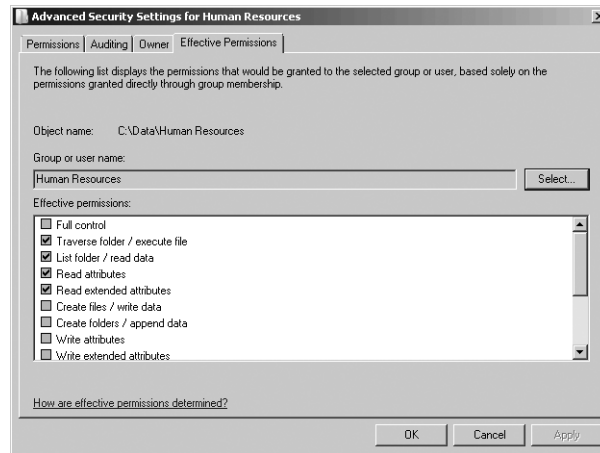 Advanced Security Settings for Human Resources
Permissions Auditing Owner Effective Permissions
The following list displays the permissions that would be granted to the selected group or user, based solely on the
permissions granted directly through group membership.
Object name: C:\Data\Human Resources
Group or user name:
Human Resources Select...
Effective permissions:
Full control
Traverse folder / execute file
List folder / read data
Read attributes
Read extended attributes
Create files / write data
Create folders / append data
Write attributes
Write extended attributes
How are effective permissions determined?
OK Cancel Apply